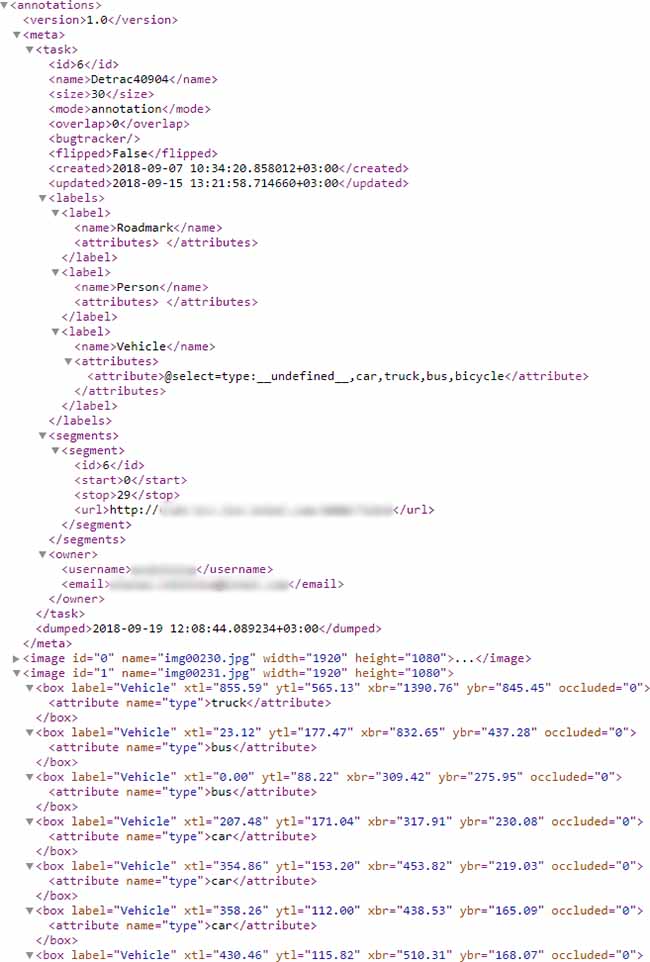 <annotations>
<version>1.0</version>
<meta>
<task>
<id>6</id>
<name>Detrac40904</name>
<size>30</size>
<mode>annotation</mode>
<overlap>0</overlap>
<bugtracker/>
<flipped>False</flipped>
<created>2018-09-07 10:34:20.858012+03:00</created>
<updated>2018-09-15 13:21:58.714660+03:00</updated>
<labels>
<label>
<name>Roadmark</name>
<attributes> </attributes>
</label>
<label>
<name>Person</name>
<attributes> </attributes>
</label>
<label>
<name>Vehicle</name>
<attributes>
<attribute>@select=type:__undefined__,car,truck,bus,bicycle</attribute>
</attributes>
</label>
</labels>
<segments>
<segment>
<id>6</id>
<start>0</start>
<stop>29</stop>
<url>http://</url>
</segment>
</segments>
<owner>
<username></username>
<email></email>
</owner>
</task>
<dumped>2018-09-19 12:08:44.089234+03:00</dumped>
</meta>
<image id="0" name="img00230.jpg" width="1920" height="1080">...</image>
<image id="1" name="img00231.jpg" width="1920" height="1080">
<box label="Vehicle" xtl="855.59" ytl="565.13" xbr="1390.76" ybr="845.45" occluded="0">
<attribute name="type">truck</attribute>
</box>
<box label="Vehicle" xtl="23.12" ytl="177.47" xbr="832.65" ybr="437.28" occluded="0">
<attribute name="type">bus</attribute>
</box>
<box label="Vehicle" xtl="0.00" ytl="88.22" xbr="309.42" ybr="275.95" occluded="0">
<attribute name="type">bus</attribute>
</box>
<box label="Vehicle" xtl="207.48" ytl="171.04" xbr="317.91" ybr="230.08" occluded="0">
<attribute name="type">car</attribute>
</box>
<box label="Vehicle" xtl="354.86" ytl="153.20" xbr="453.82" ybr="219.03" occluded="0">
<attribute name="type">car</attribute>
</box>
<box label="Vehicle" xtl="358.26" ytl="112.00" xbr="438.53" ybr="165.09" occluded="0">
<attribute name="type">car</attribute>
</box>
<box label="Vehicle" xtl="430.46" ytl="115.82" xbr="510.31" ybr="168.07" occluded="0">